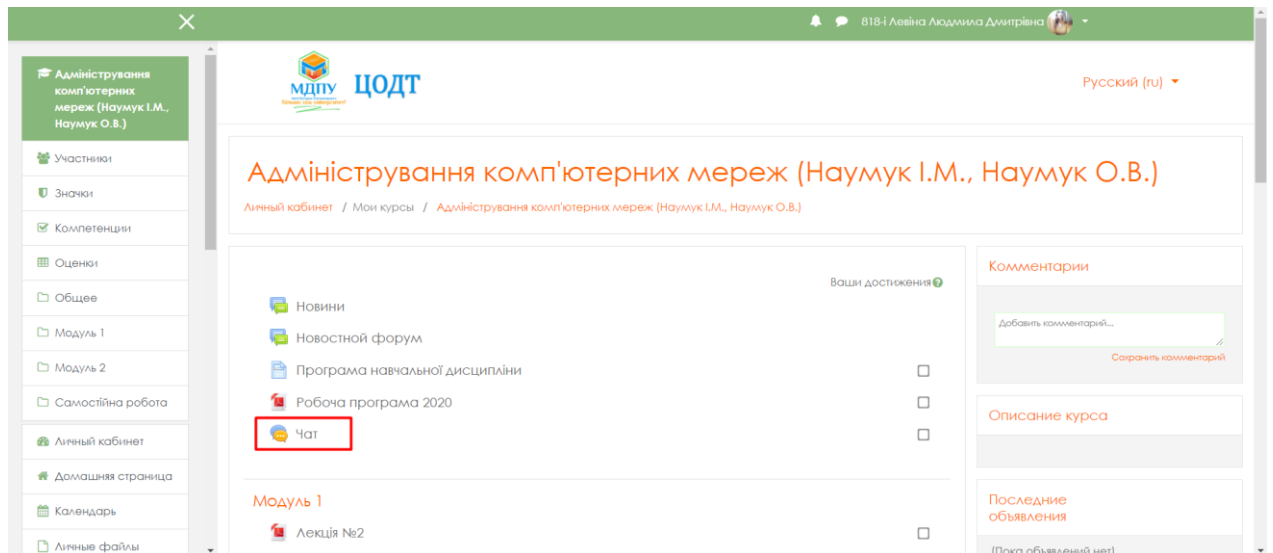 818-і Левіна Людмила Дмитрівна
Адміністрування
комп'ютерних
мереж (Наумук І.М.,
Наумук О.В.)
Участники
Значки
Компетенции
Оценки
Общее
Модуль 1
Модуль 2
Самостійна робота
Личный кабинет
Домашняя страница
Календарь
Личные файлы
МДПУ
ЦОДТ
Русский (ru)
Адміністрування комп'ютерних мереж (Наумук І.М., Наумук О.В.)
Личный кабинет / Мои курсы / Адміністрування комп'ютерних мереж (Наумук І.М., Наумук О.В.)
Ваши достижения
Новини
Новостной форум
Програма навчальної дисципліни
Робоча програма 2020
Чат
Модуль 1
Лекція №2
Комментарии
Добавить комментарий...
Сохранить комментарий
Описание курса
Последние
объявления
(Пока объявлений нет)